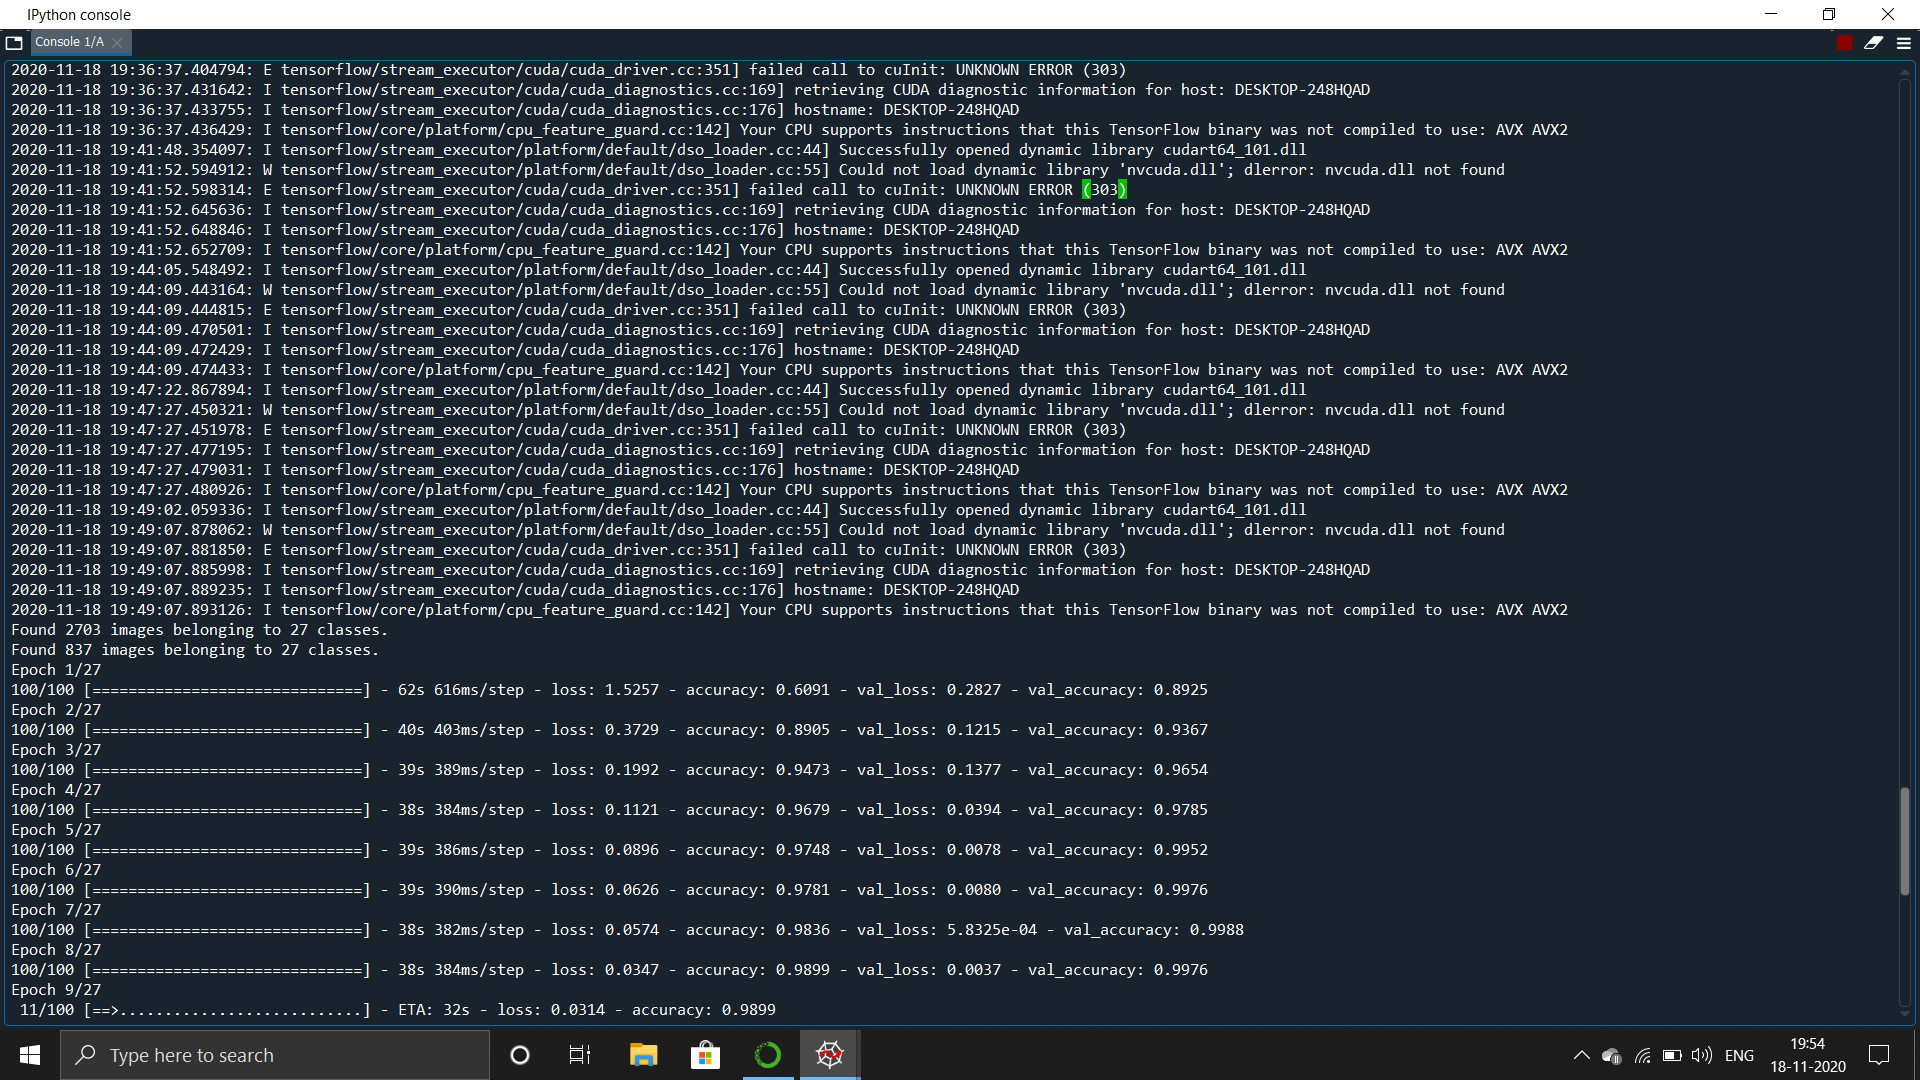 IPython console
Console 1/A
2020-11-18 19:36:37.404794: E tensorflow/stream_executor/cuda/cuda_driver.cc:351] failed call to cuInit: UNKNOWN ERROR (303)
2020-11-18 19:36:37.431642: I tensorflow/stream_executor/cuda/cuda_diagnostics.cc:169] retrieving CUDA diagnostic information for host: DESKTOP-248HQAD
2020-11-18 19:36:37.433755: I tensorflow/stream_executor/cuda/cuda_diagnostics.cc:176] hostname: DESKTOP-248HQAD
2020-11-18 19:36:37.436429: I tensorflow/core/platform/cpu_feature_guard.cc:142] Your CPU supports instructions that this TensorFlow binary was not compiled to use: AVX AVX2
2020-11-18 19:41:48.354097: I tensorflow/stream_executor/platform/default/dso_loader.cc:44] Successfully opened dynamic library cudart64_101.dll
2020-11-18 19:41:52.594912: W tensorflow/stream_executor/platform/default/dso_loader.cc:55] Could not load dynamic library 'nvcuda.dll'; dlerror: nvcuda.dll not found
2020-11-18 19:41:52.598314: E tensorflow/stream_executor/cuda/cuda_driver.cc:351] failed call to cuInit: UNKNOWN ERROR (303)
2020-11-18 19:41:52.645636: I tensorflow/stream_executor/cuda/cuda_diagnostics.cc:169] retrieving CUDA diagnostic information for host: DESKTOP-248HQAD
2020-11-18 19:41:52.648846: I tensorflow/stream_executor/cuda/cuda_diagnostics.cc:176] hostname: DESKTOP-248HQAD
2020-11-18 19:41:52.652709: I tensorflow/core/platform/cpu_feature_guard.cc:142] Your CPU supports instructions that this TensorFlow binary was not compiled to use: AVX AVX2
2020-11-18 19:44:05.548492: I tensorflow/stream_executor/platform/default/dso_loader.cc:44] Successfully opened dynamic library cudart64_101.dll
2020-11-18 19:44:09.443164: W tensorflow/stream_executor/platform/default/dso_loader.cc:55] Could not load dynamic library 'nvcuda.dll'; dlerror: nvcuda.dll not found
2020-11-18 19:44:09.444815: E tensorflow/stream_executor/cuda/cuda_driver.cc:351] failed call to cuInit: UNKNOWN ERROR (303)
2020-11-18 19:44:09.470501: I tensorflow/stream_executor/cuda/cuda_diagnostics.cc:169] retrieving CUDA diagnostic information for host: DESKTOP-248HQAD
2020-11-18 19:44:09.472429: I tensorflow/stream_executor/cuda/cuda_diagnostics.cc:176] hostname: DESKTOP-248HQAD
2020-11-18 19:44:09.474433: I tensorflow/core/platform/cpu_feature_guard.cc:142] Your CPU supports instructions that this TensorFlow binary was not compiled to use: AVX AVX2
2020-11-18 19:47:22.867894: I tensorflow/stream_executor/platform/default/dso_loader.cc:44] Successfully opened dynamic library cudart64_101.dll
2020-11-18 19:47:27.450321: W tensorflow/stream_executor/platform/default/dso_loader.cc:55] Could not load dynamic library 'nvcuda.dll'; dlerror: nvcuda.dll not found
2020-11-18 19:47:27.451978: E tensorflow/stream_executor/cuda/cuda_driver.cc:351] failed call to cuInit: UNKNOWN ERROR (303)
2020-11-18 19:47:27.477195: I tensorflow/stream_executor/cuda/cuda_diagnostics.cc:169] retrieving CUDA diagnostic information for host: DESKTOP-248HQAD
2020-11-18 19:47:27.479031: I tensorflow/stream_executor/cuda/cuda_diagnostics.cc:176] hostname: DESKTOP-248HQAD
2020-11-18 19:47:27.480926: I tensorflow/core/platform/cpu_feature_guard.cc:142] Your CPU supports instructions that this TensorFlow binary was not compiled to use: AVX AVX2
2020-11-18 19:49:02.059336: I tensorflow/stream_executor/platform/default/dso_loader.cc:44] Successfully opened dynamic library cudart64_101.dll
2020-11-18 19:49:07.878062: W tensorflow/stream_executor/platform/default/dso_loader.cc:55] Could not load dynamic library 'nvcuda.dll'; dlerror: nvcuda.dll not found
2020-11-18 19:49:07.881850: E tensorflow/stream_executor/cuda/cuda_driver.cc:351] failed call to cuInit: UNKNOWN ERROR (303)
2020-11-18 19:49:07.885998: I tensorflow/stream_executor/cuda/cuda_diagnostics.cc:169] retrieving CUDA diagnostic information for host: DESKTOP-248HQAD
2020-11-18 19:49:07.889235: I tensorflow/stream_executor/cuda/cuda_diagnostics.cc:176] hostname: DESKTOP-248HQAD
2020-11-18 19:49:07.893126: I tensorflow/core/platform/cpu_feature_guard.cc:142] Your CPU supports instructions that this TensorFlow binary was not compiled to use: AVX AVX2
Found 2703 images belonging to 27 classes.
Found 837 images belonging to 27 classes.
Epoch 1/27
100/100 [==============================] - 62s 616ms/step - loss: 1.5257 - accuracy: 0.6091 - val_loss: 0.2827 - val_accuracy: 0.8925
Epoch 2/27
100/100 [==============================] - 40s 403ms/step - loss: 0.3729 - accuracy: 0.8905 - val_loss: 0.1215 - val_accuracy: 0.9367
Epoch 3/27
100/100 [==============================] - 39s 389ms/step - loss: 0.1992 - accuracy: 0.9473 - val_loss: 0.1377 - val_accuracy: 0.9654
Epoch 4/27
100/100 [==============================] - 38s 384ms/step - loss: 0.1121 - accuracy: 0.9679 - val_loss: 0.0394 - val_accuracy: 0.9785
Epoch 5/27
100/100 [==============================] - 39s 386ms/step - loss: 0.0896 - accuracy: 0.9748 - val_loss: 0.0078 - val_accuracy: 0.9952
Epoch 6/27
100/100 [==============================] - 39s 390ms/step - loss: 0.0626 - accuracy: 0.9781 - val_loss: 0.0080 - val_accuracy: 0.9976
Epoch 7/27
100/100 [==============================] - 38s 382ms/step - loss: 0.0574 - accuracy: 0.9836 - val_loss: 5.8325e-04 - val_accuracy: 0.9988
Epoch 8/27
100/100 [==============================] - 38s 384ms/step - loss: 0.0347 - accuracy: 0.9899 - val_loss: 0.0037 - val_accuracy: 0.9976
Epoch 9/27
11/100 [==>...........................] - ETA: 32s - loss: 0.0314 - accuracy: 0.9899
Type here to search
ENG
19:54
18-11-2020